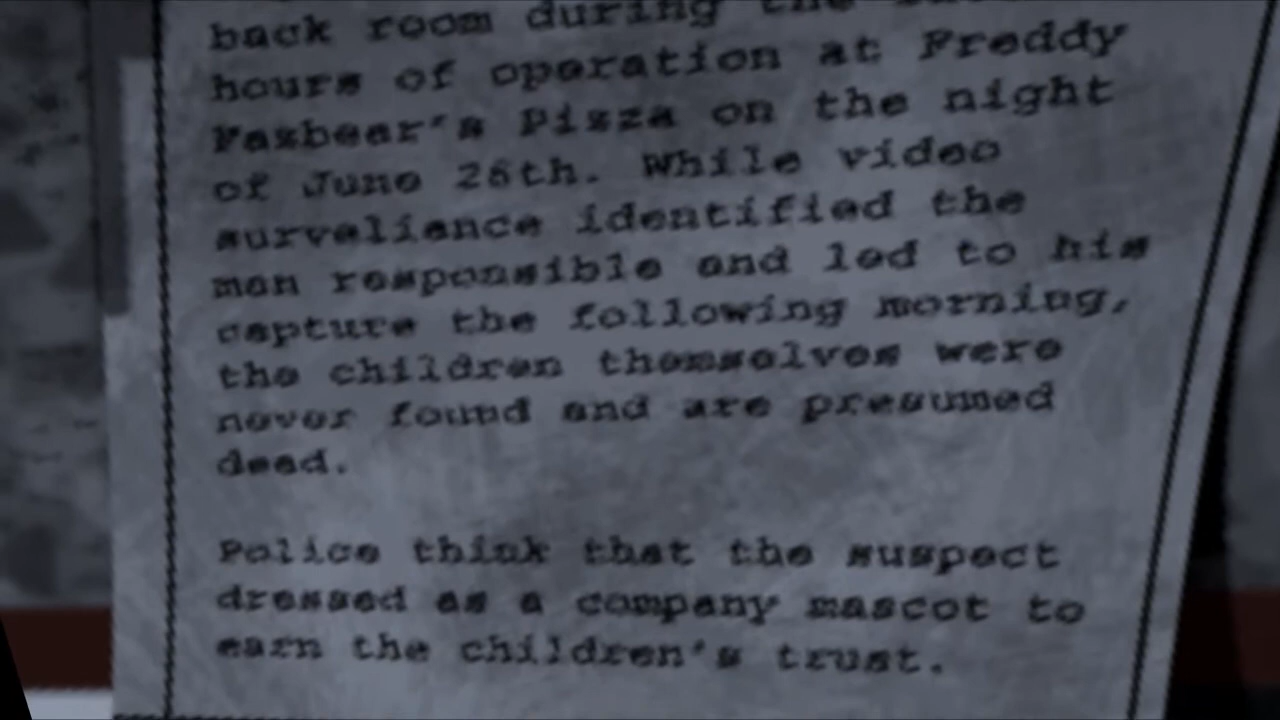 back room during the
hours of operation at Freddy
Fazbear's Pizza on the night
of June 26th. While video
survelience identified the
man responsible and led to his
capture the following morning,
the children themselves were
never found and are presumed
dead.
Police think that the suspect
dressed as a company mascot to
earn the children's trust.